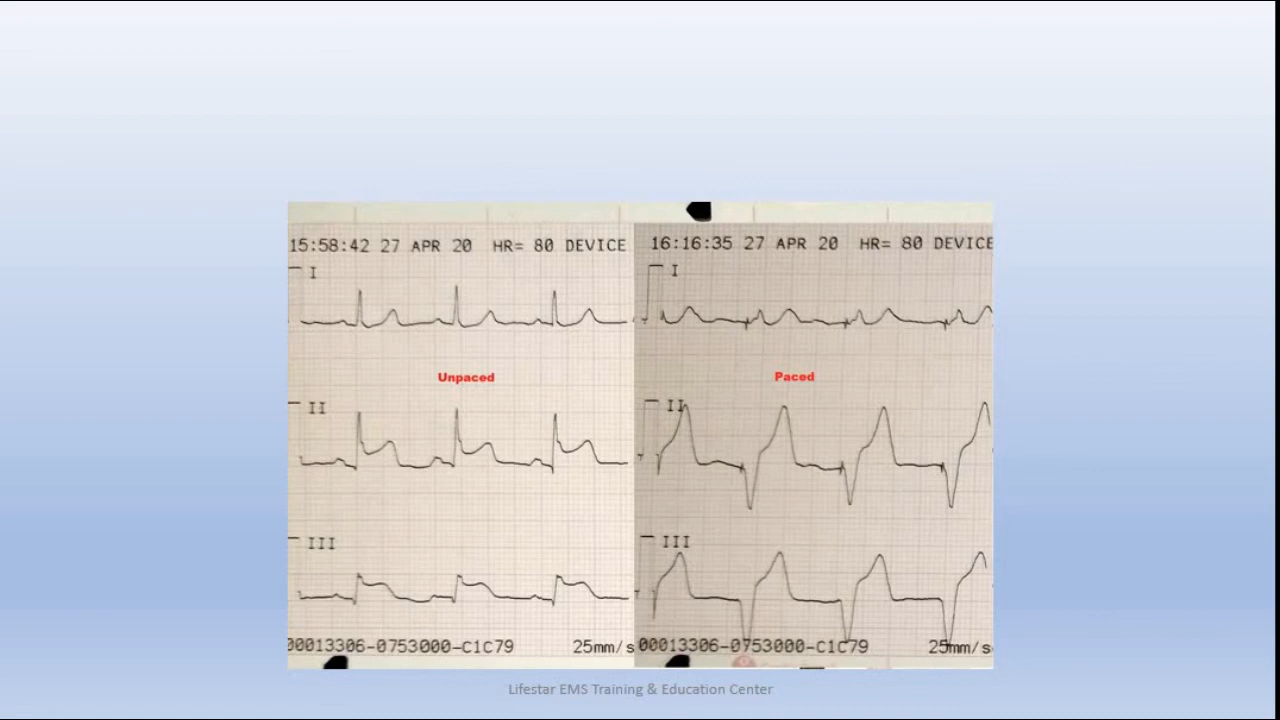 15:58:42 27 APR 20 HR= 80 DEVICE
I
Unpaced
II
III
00013306-0753000-C1C79 25mm/s
16:16:35 27 APR 20 HR= 80 DEVICE
I
Paced
II
III
00013306-0753000-C1C79 25mm/s
Lifestar EMS Training & Education Center